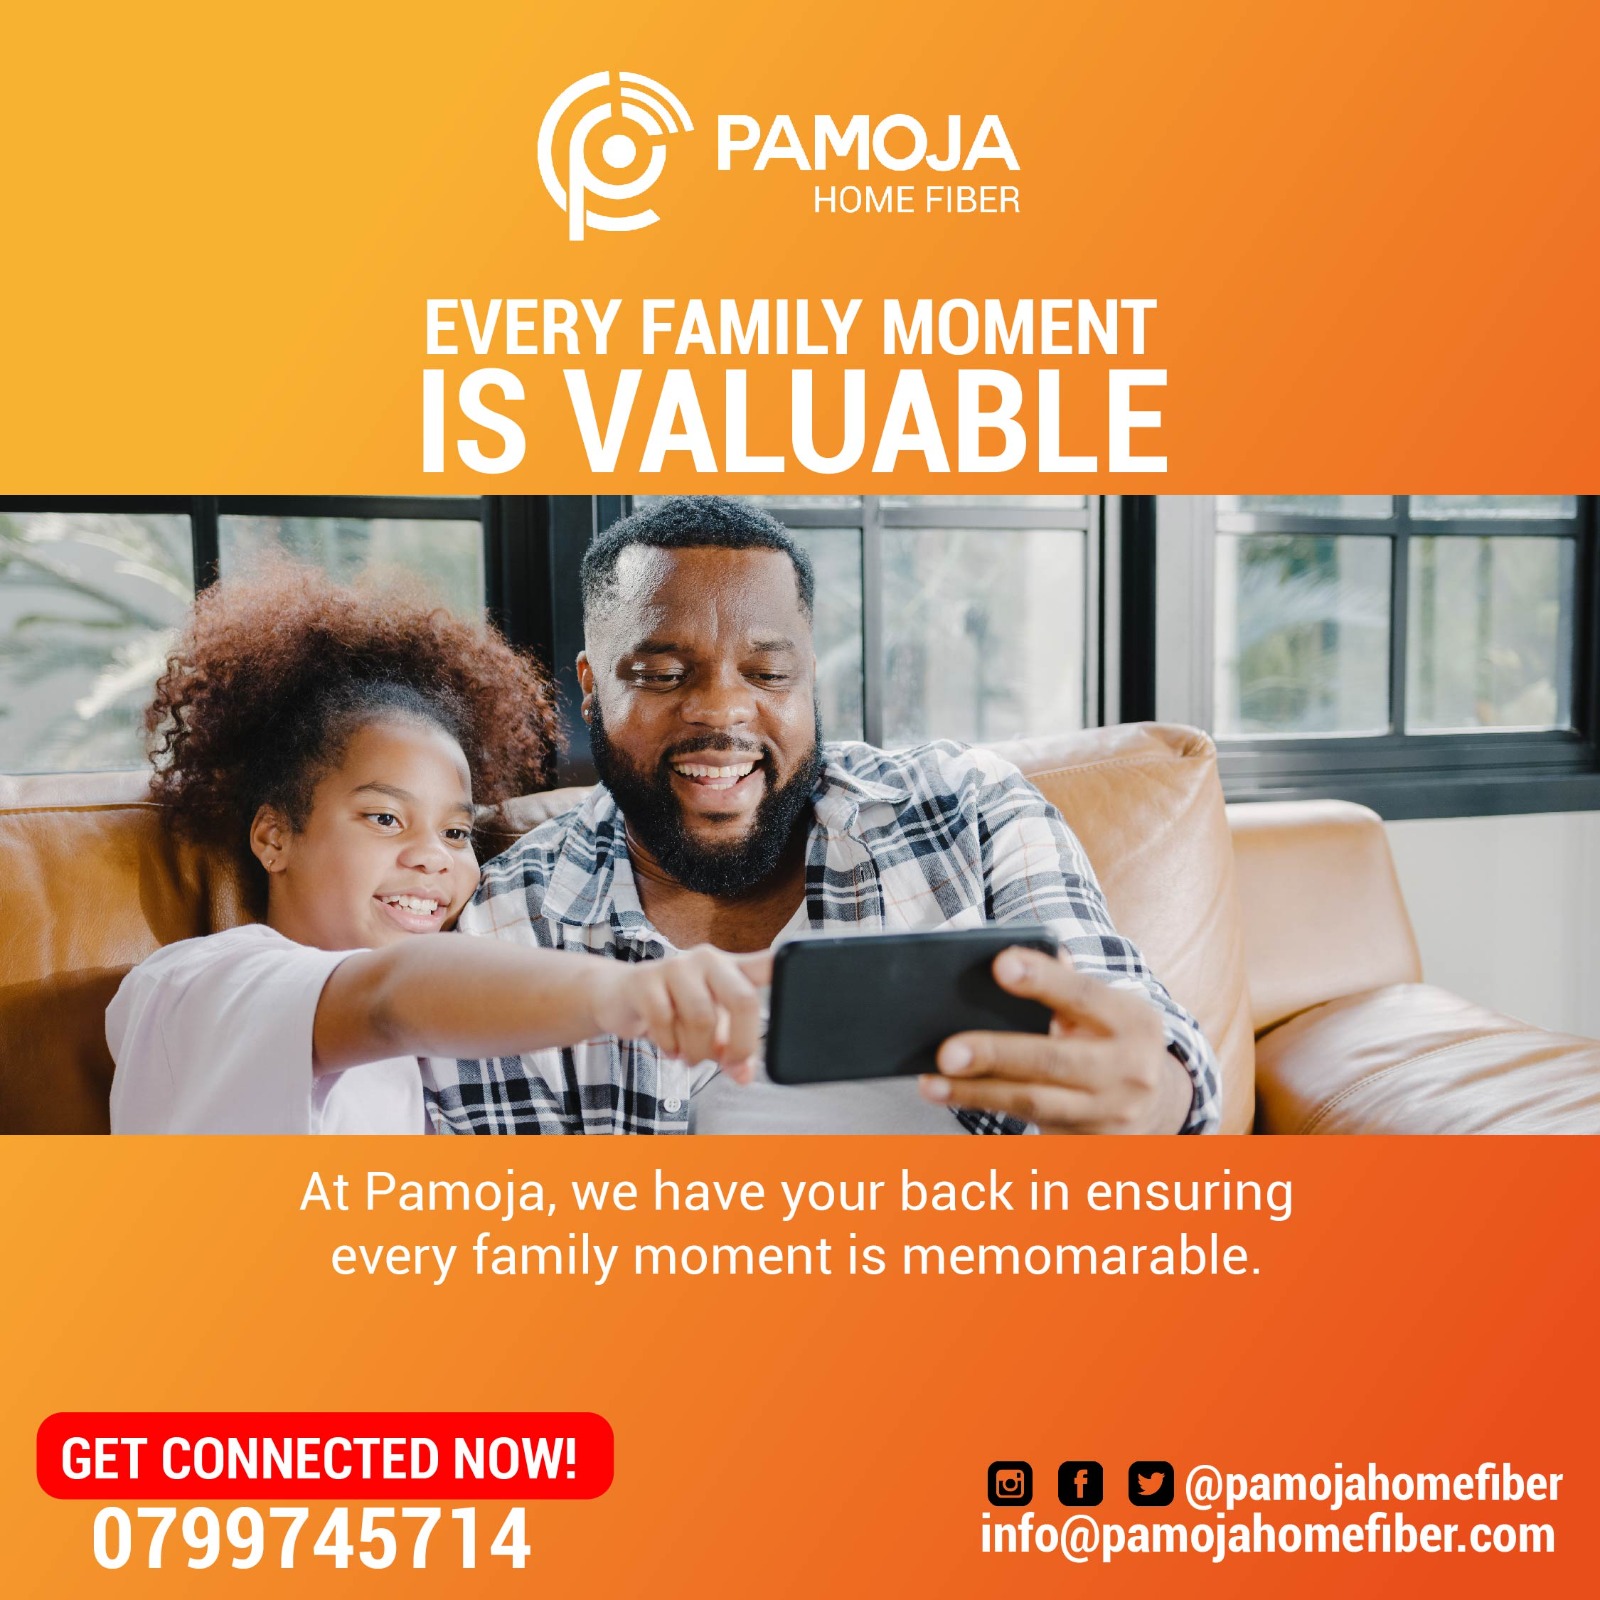 PAMOJA
HOME FIBER
EVERY FAMILY MOMENT
IS VALUABLE
At Pamoja, we have your back in ensuring
every family moment is memomarable.
GET CONNECTED NOW!
0799745714
@pamojahomefiber
info@pamojahomefiber.com